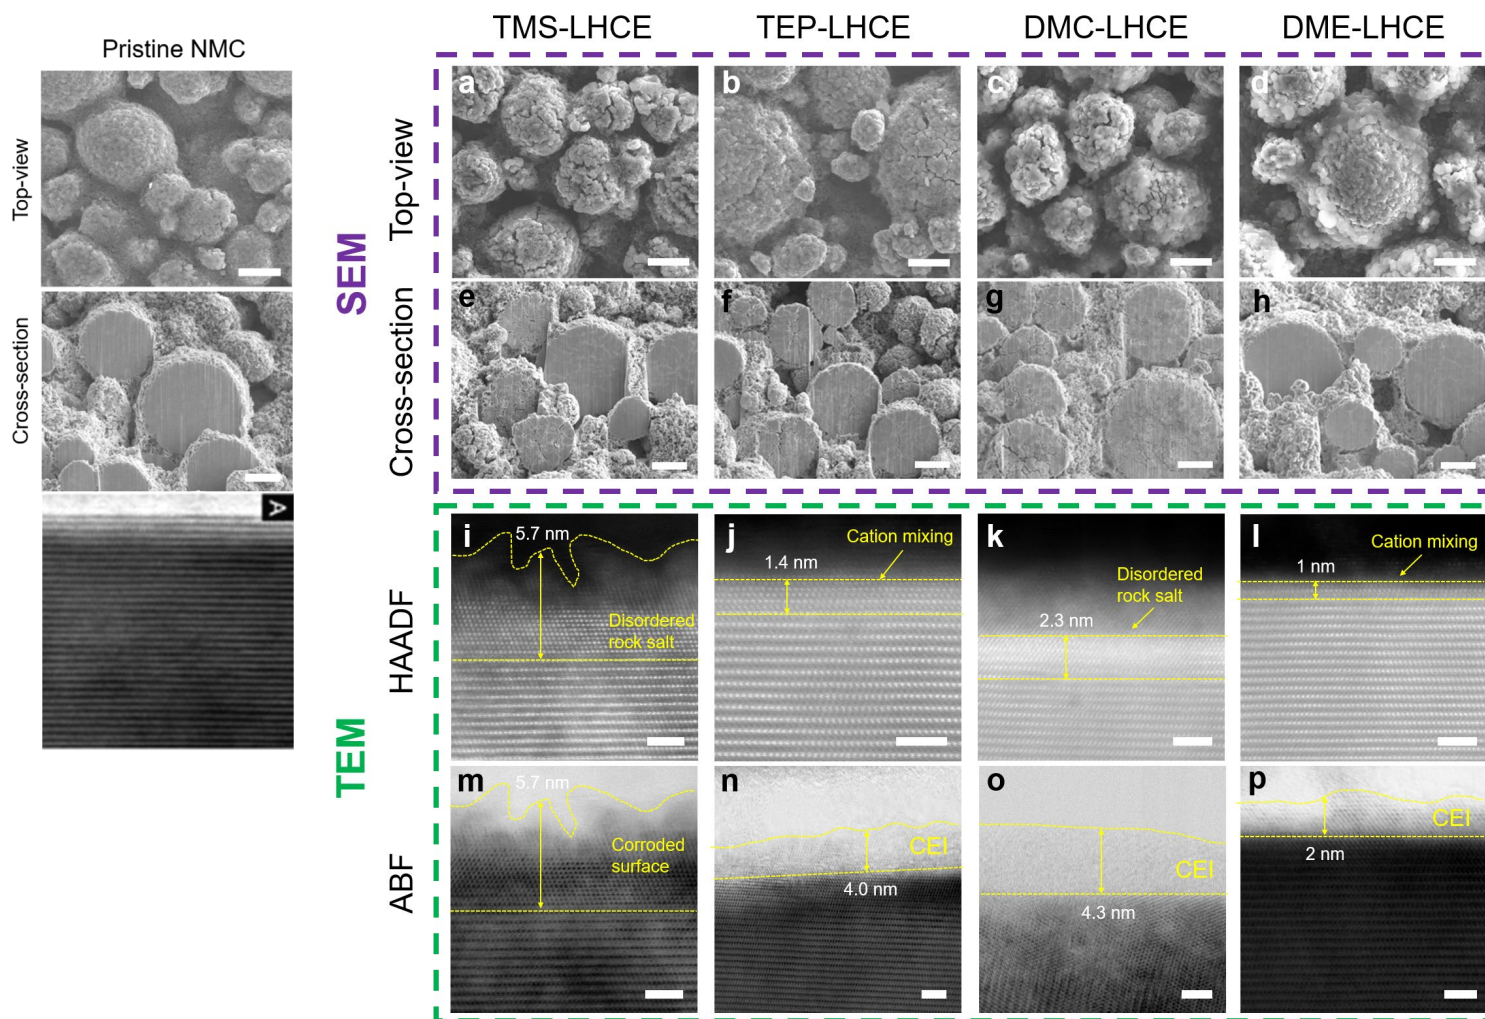 TMS-LHCE
TEP-LHCE
DMC-LHCE
DME-LHCE
Pristine NMC
Top-view
Cross-section
A
SEM
Top-view
a
b
c
d
Cross-section
e
f
g
h
TEM
HAADF
i
5.7 nm
Disordered
rock salt
j
Cation mixing
1.4 nm
k
Disordered
rock salt
2.3 nm
l
Cation mixing
1 nm
ABF
m
5.7 nm
Corroded
surface
n
CEI
4.0 nm
o
CEI
4.3 nm
p
CEI
2 nm